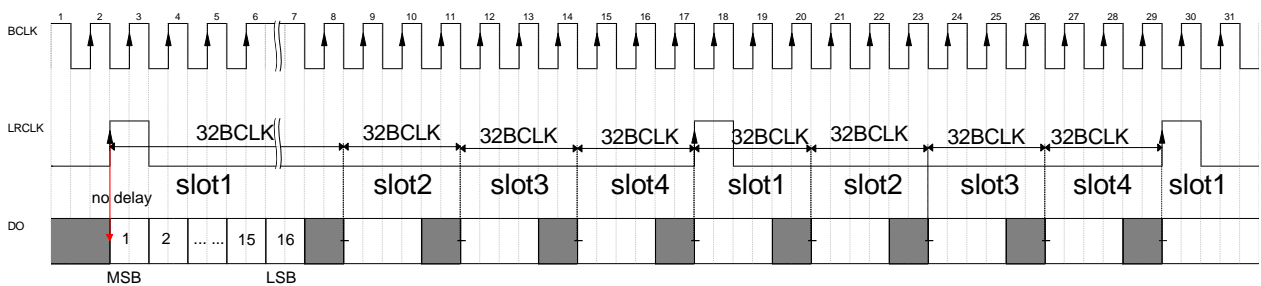 1 2 3 4 5 6 7 8 9 10 11 12 13 14 15 16 17 18 19 20 21 22 23 24 25 26 27 28 29 30 31
BCLK
LRCLK
32BCLK 32BCLK 32BCLK 32BCLK 32BCLK 32BCLK 32BCLK 32BCLK
slot1 slot2 slot3 slot4 slot1 slot2 slot3 slot4 slot1
no delay
DO
1 2 ... ... 15 16
MSB LSB